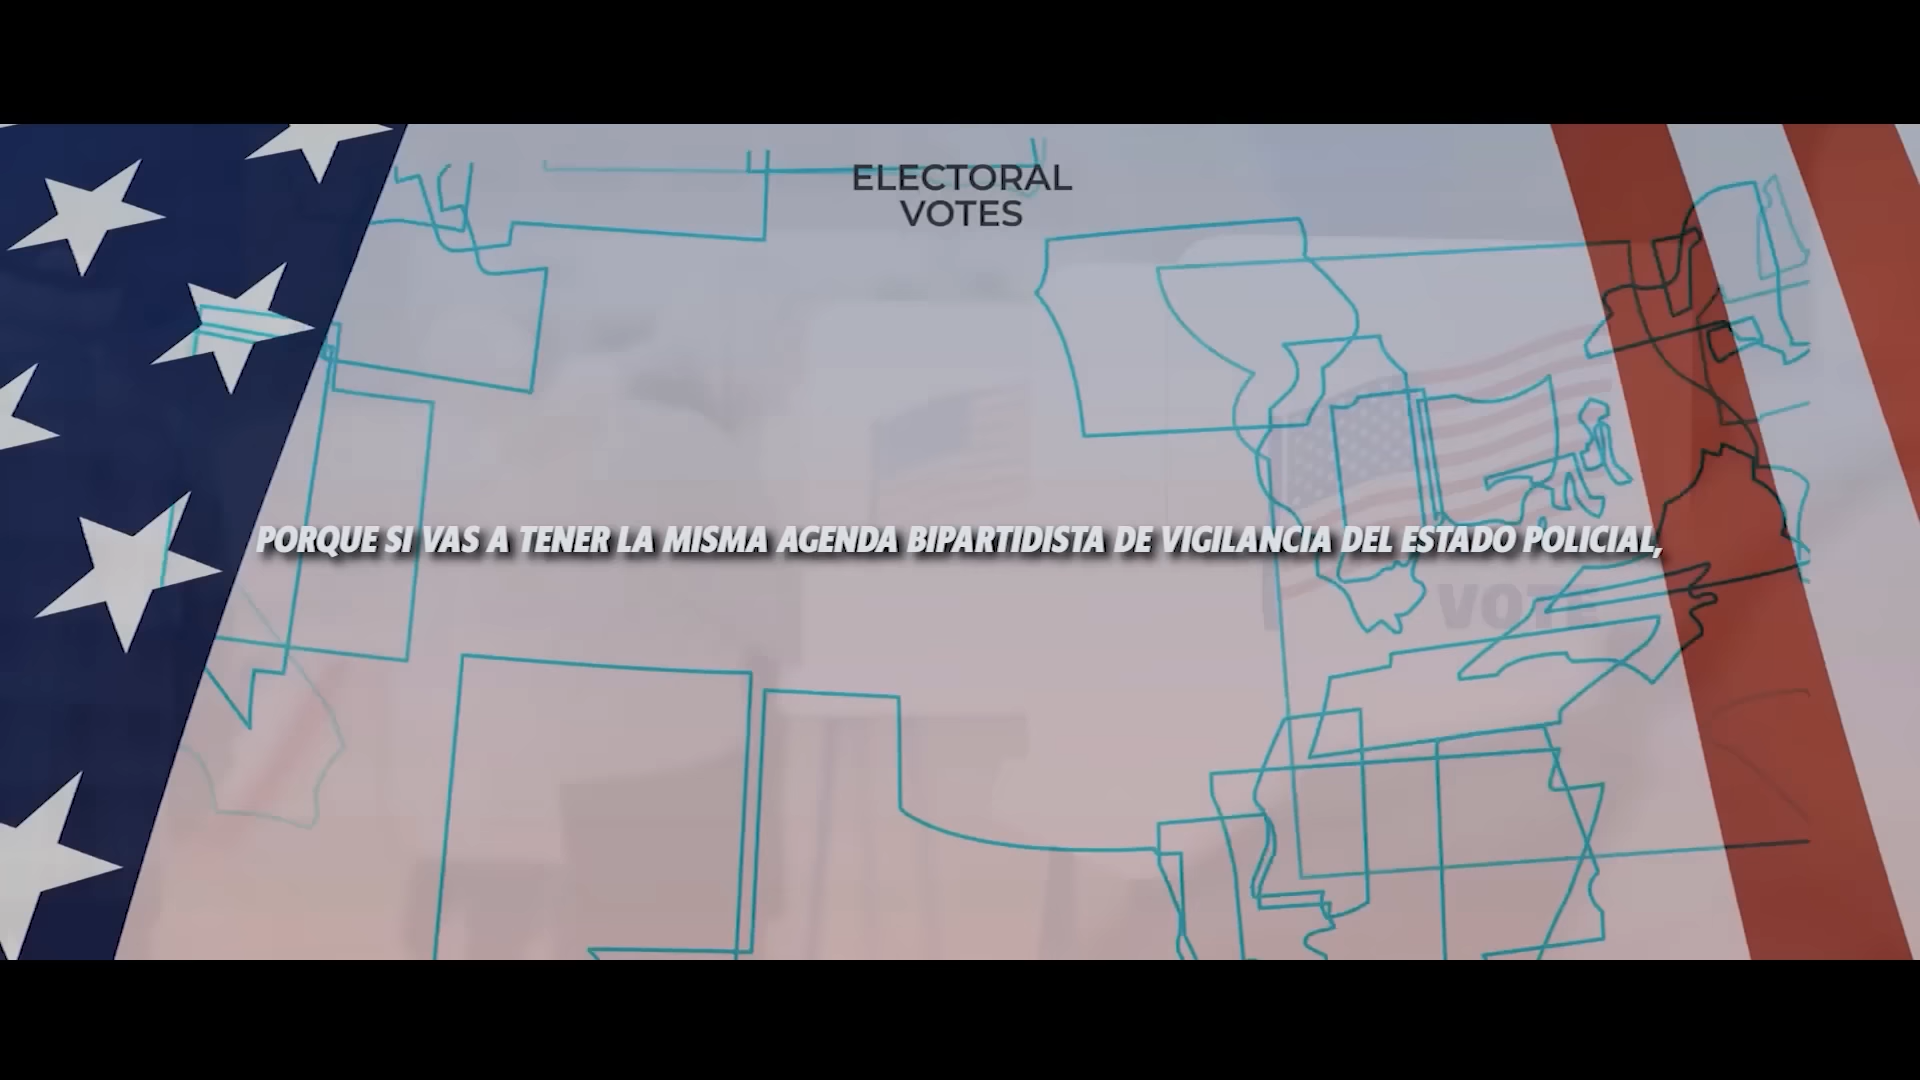 ELECTORAL
VOTES
PORQUE SI VAS A TENER LA MISMA AGENDA BIPARTIDISTA DE VIGILANCIA DEL ESTADO POLICIAL,